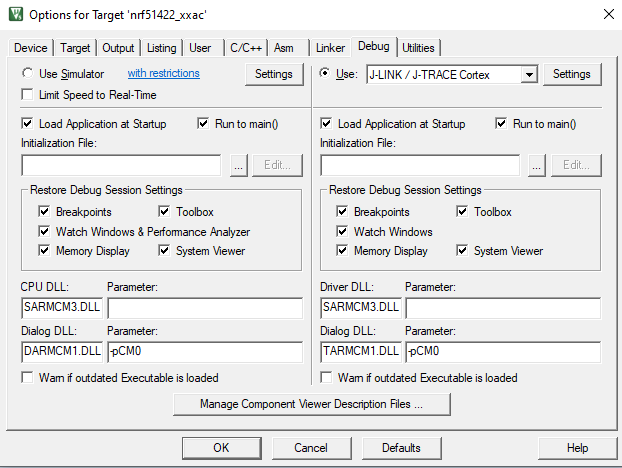 Options for Target 'nrf51422_xxac'
Device Target Output Listing User C/C++ Asm Linker Debug Utilities
Use Simulator with restrictions Settings Use: J-LINK / J-TRACE Cortex Settings
Limit Speed to Real-Time
Load Application at Startup Run to main() Load Application at Startup Run to main()
Initialization File: Initialization File:
... Edit... ... Edit...
Restore Debug Session Settings Restore Debug Session Settings
Breakpoints Toolbox Breakpoints Toolbox
Watch Windows & Performance Analyzer Watch Windows
Memory Display System Viewer Memory Display System Viewer
CPU DLL: Parameter: Driver DLL: Parameter:
SARMCM3.DLL SARMCM3.DLL
Dialog DLL: Parameter: Dialog DLL: Parameter:
DARMCM1.DLL -pCM0 TARMCM1.DLL -pCM0
Warn if outdated Executable is loaded Warn if outdated Executable is loaded
Manage Component Viewer Description Files ...
OK Cancel Defaults Help